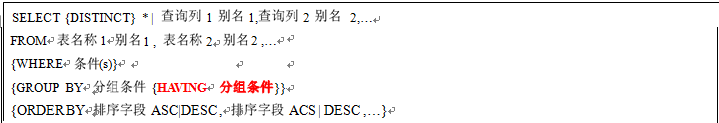 SELECT {DISTINCT} * | 查询列 1 别名 1,查询列 2 别名 2,…
FROM 表名称 1 别名 1 , 表名称 2 别名 2 ,…
{WHERE 条件(s)}
{GROUP BY 分组条件 {HAVING 分组条件}}
{ORDER BY 排序字段 ASC|DESC , 排序字段 ACS | DESC ,…}